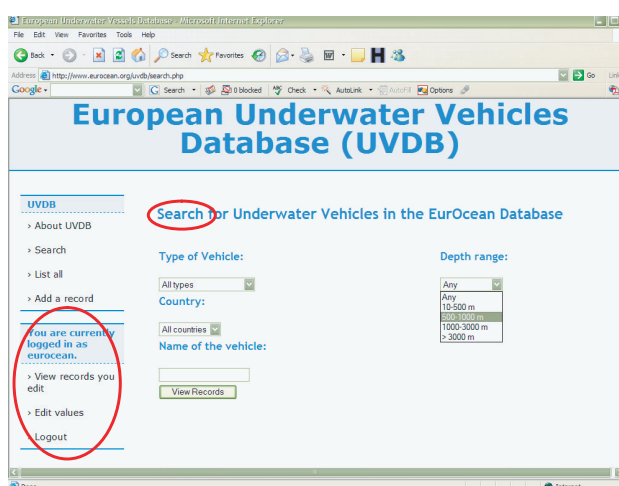 European Underwater Vessels Database - Microsoft Internet Explorer
File Edit View Favorites Tools Help
Back Search Favorites
Address http://www.eurocean.org/uvdb/search.php Go
Google Search 0 blocked Check AutoLink AutoFill Options
European Underwater Vehicles
Database (UVDB)
UVDB
› About UVDB
› Search
› List all
› Add a record
You are currently
logged in as
eurocean.
› View records you
edit
› Edit values
› Logout
Search for Underwater Vehicles in the EurOcean Database
Type of Vehicle:
All types
Country:
All countries
Name of the vehicle:
View Records
Depth range:
Any
Any
10-500 m
500-1000 m
1000-3000 m
> 3000 m